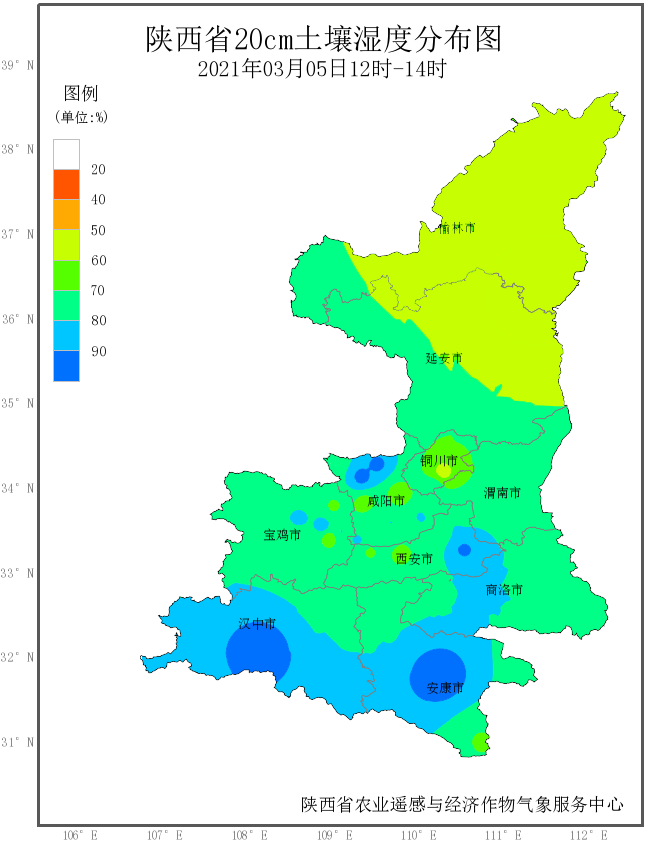 陕西省20cm土壤湿度分布图
2021年03月05日12时-14时
图例
(单位:%)
20
40
50
60
70
80
90
39° N
38° N
37° N
36° N
35° N
34° N
33° N
32° N
31° N
榆林市
延安市
铜川市
咸阳市
渭南市
宝鸡市
西安市
商洛市
汉中市
安康市
陕西省农业遥感与经济作物气象服务中心
106° E
107° E
108° E
109° E
110° E
111° E
112° E